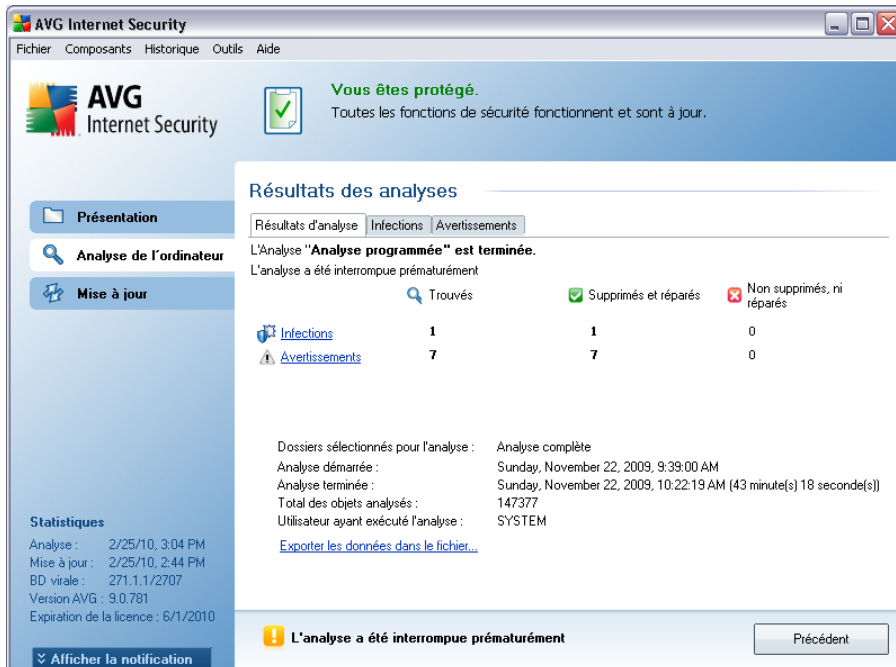 AVG Internet Security
Fichier Composants Historique Outils Aide
AVG
Internet Security
Vous êtes protégé.
Toutes les fonctions de sécurité fonctionnent et sont à jour.
Présentation
Analyse de l'ordinateur
Mise à jour
Résultats des analyses
Résultats d'analyse Infections Avertissements
L'Analyse "Analyse programmée" est terminée.
L'analyse a été interrompue prématurément
Trouvés Supprimés et réparés Non supprimés, ni
réparés
Infections 1 1 0
Avertissements 7 7 0
Dossiers sélectionnés pour l'analyse : Analyse complète
Analyse démarrée : Sunday, November 22, 2009, 9:39:00 AM
Analyse terminée : Sunday, November 22, 2009, 10:22:19 AM (43 minute(s) 18 seconde(s))
Total des objets analysés : 147377
Utilisateur ayant exécuté l'analyse : SYSTEM
Exporter les données dans le fichier...
Statistiques
Analyse : 2/25/10, 3:04 PM
Mise à jour : 2/25/10, 2:44 PM
BD virale : 271.1.1/2707
Version AVG : 9.0.781
Expiration de la licence : 6/1/2010
Afficher la notification
L'analyse a été interrompue prématurément
Précédent